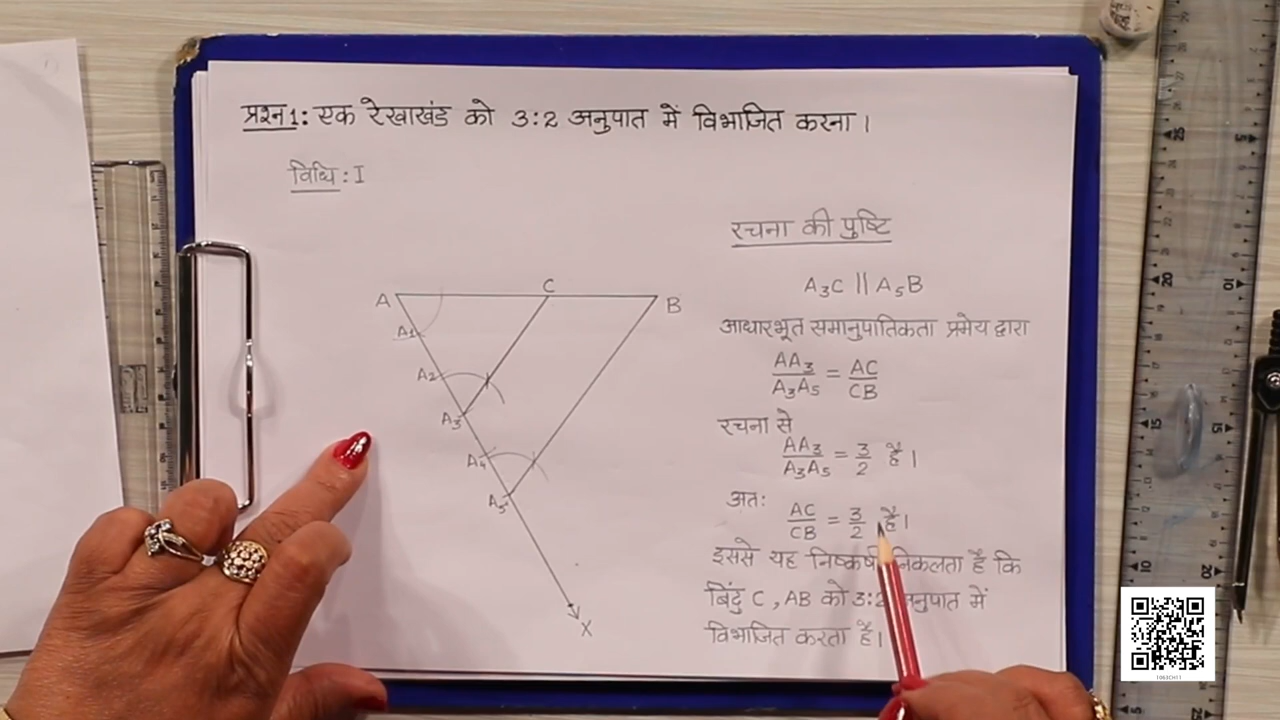 प्रश्न1: एक रेखाखंड को 3:2 अनुपात में विभाजित करना।
विधि: I
रचना की पुष्टि
A₃C || A₅B
आधारभूत समानुपातिकता प्रमेय द्वारा
AA₃/A₃A₅ = AC/CB
रचना से
AA₃/A₃A₅ = 3/2 है।
अत: AC/CB = 3/2 है।
इससे यह निष्कर्ष निकलता है कि
बिंदु C, AB को 3:2 अनुपात में
विभाजित करता है।
A C B
A1
A2
A3
A4
A5
X
1064CH11